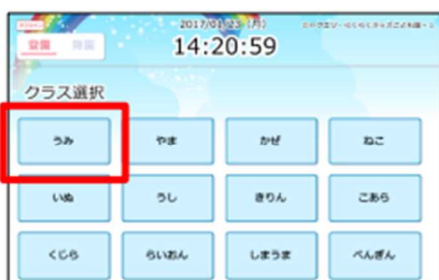 2017/01/23 (月)
登園 降園
14:20:59
クラス選択
うみ やま かぜ ねこ
いぬ うし きりん こあら
くじら らいおん しまうま ぺんぎん